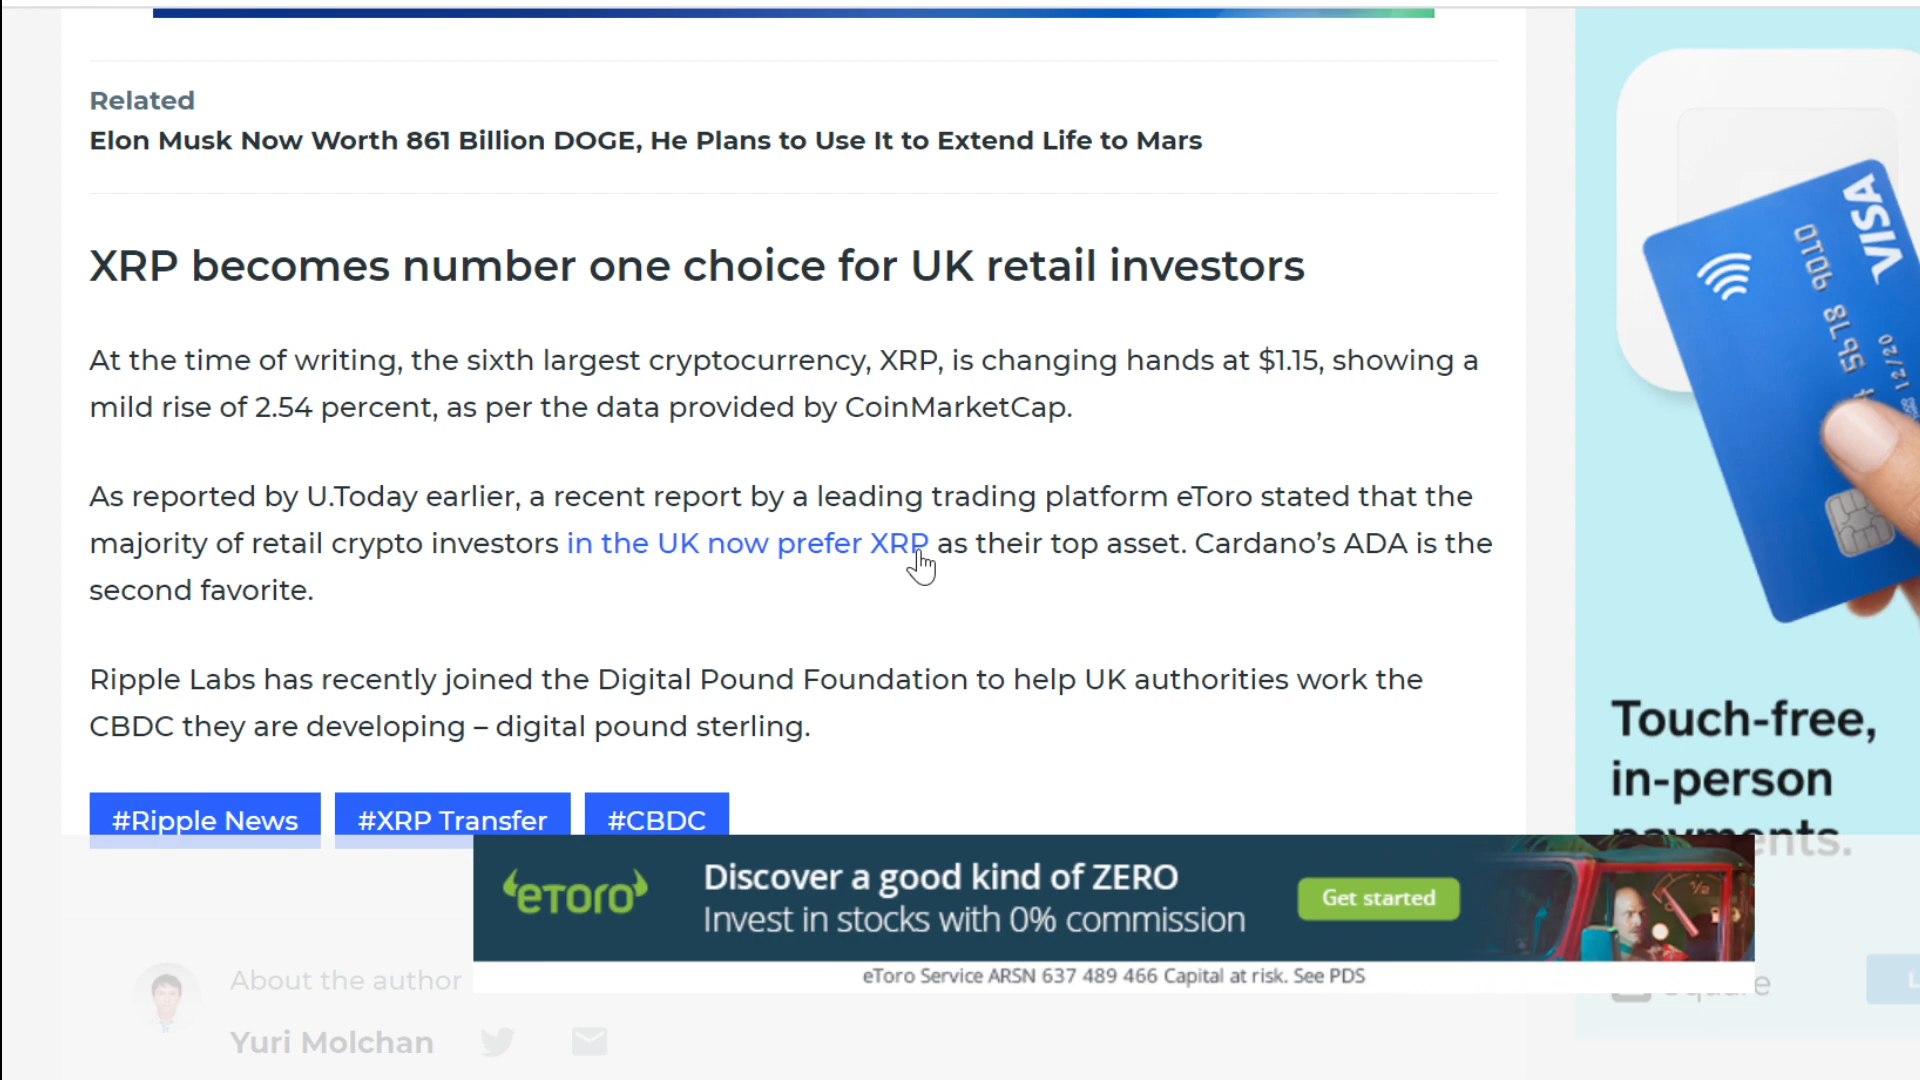 Related
Elon Musk Now Worth 861 Billion DOGE, He Plans to Use It to Extend Life to Mars
XRP becomes number one choice for UK retail investors
At the time of writing, the sixth largest cryptocurrency, XRP, is changing hands at $1.15, showing a
mild rise of 2.54 percent, as per the data provided by CoinMarketCap.
As reported by U.Today earlier, a recent report by a leading trading platform eToro stated that the
majority of retail crypto investors in the UK now prefer XRP as their top asset. Cardano’s ADA is the
second favorite.
Ripple Labs has recently joined the Digital Pound Foundation to help UK authorities work the
CBDC they are developing – digital pound sterling.
#Ripple News #XRP Transfer #CBDC
eTORO
Discover a good kind of ZERO
Invest in stocks with 0% commission
Get started
eToro Service ARSN 637 489 466 Capital at risk. See PDS
About the author
Yuri Molchan
VISA
12/20
Touch-free,
in-person
payments.
Square